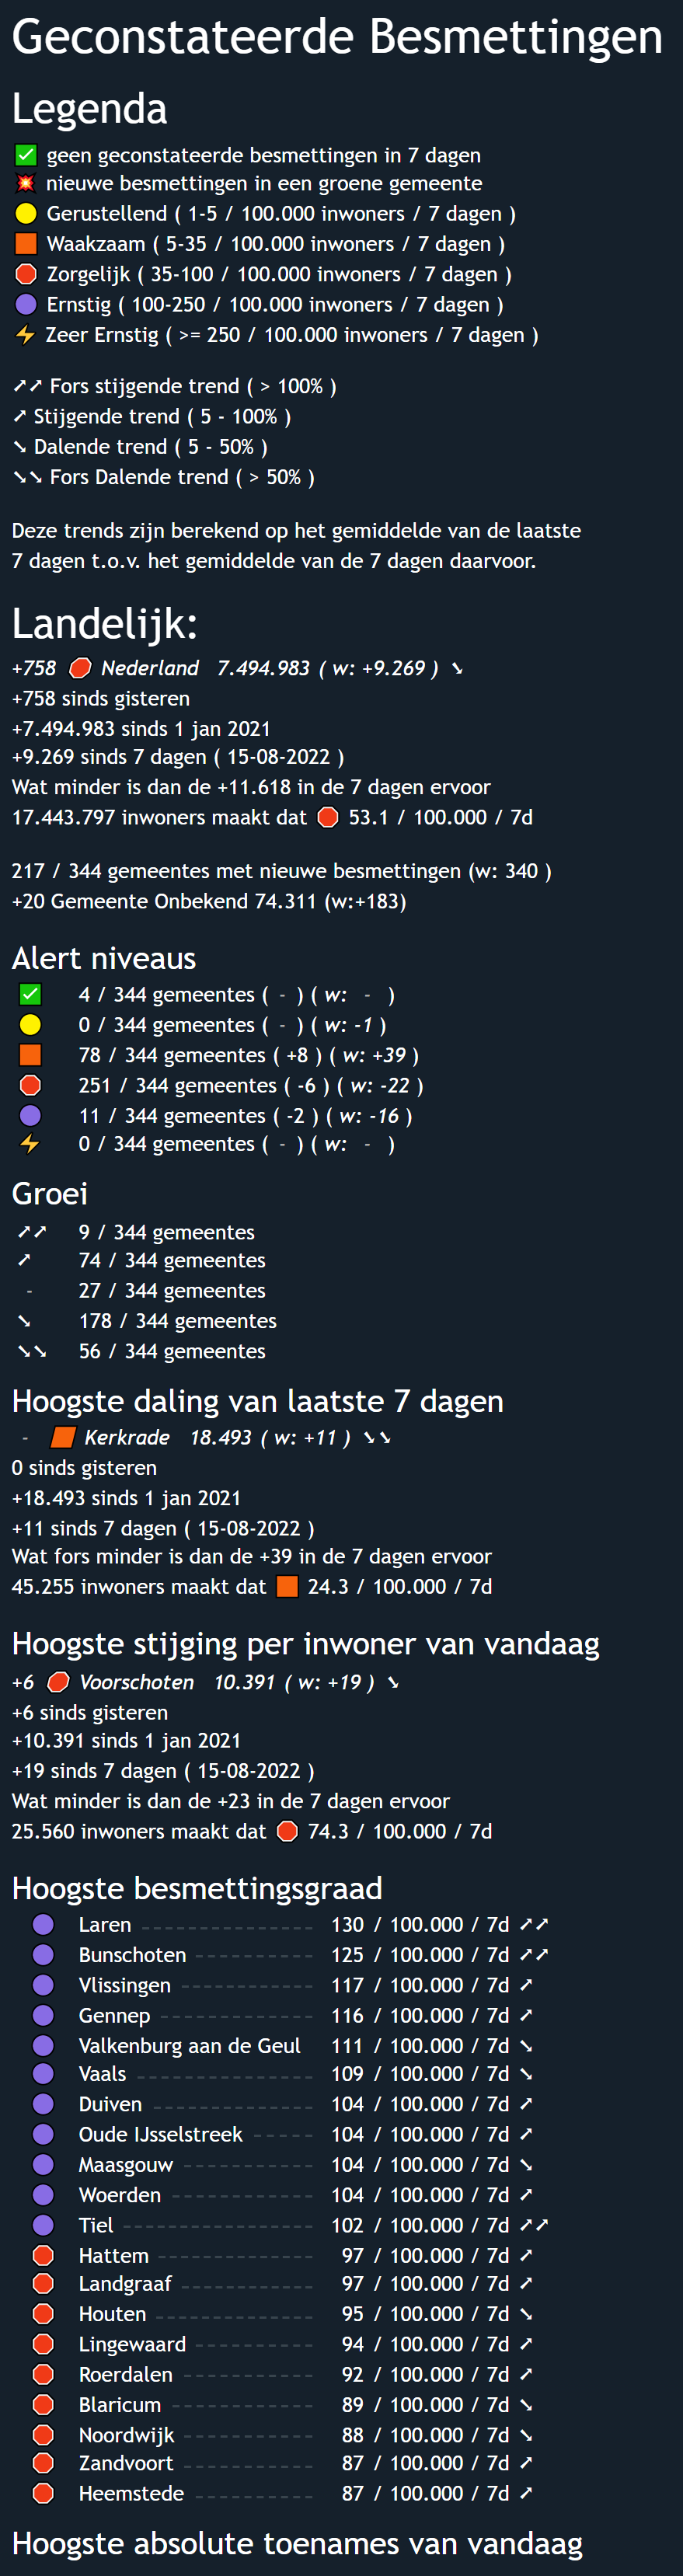 Geconstateerde Besmettingen
Legenda
✅ geen geconstateerde besmettingen in 7 dagen
💥 nieuwe besmettingen in een groene gemeente
🟡 Gerustellend ( 1-5 / 100.000 inwoners / 7 dagen )
🟧 Waakzaam ( 5-35 / 100.000 inwoners / 7 dagen )
🛑 Zorgelijk ( 35-100 / 100.000 inwoners / 7 dagen )
🟣 Ernstig ( 100-250 / 100.000 inwoners / 7 dagen )
⚡ Zeer Ernstig ( >= 250 / 100.000 inwoners / 7 dagen )
➚➚ Fors stijgende trend ( > 100% )
➚ Stijgende trend ( 5 - 100% )
➘ Dalende trend ( 5 - 50% )
➘➘ Fors Dalende trend ( > 50% )
Deze trends zijn berekend op het gemiddelde van de laatste
7 dagen t.o.v. het gemiddelde van de 7 dagen daarvoor.
Landelijk:
+758 🛑 Nederland 7.494.983 ( w: +9.269 ) ➘
+758 sinds gisteren
+7.494.983 sinds 1 jan 2021
+9.269 sinds 7 dagen ( 15-08-2022 )
Wat minder is dan de +11.618 in de 7 dagen ervoor
17.443.797 inwoners maakt dat 🛑 53.1 / 100.000 / 7d
217 / 344 gemeentes met nieuwe besmettingen (w: 340 )
+20 Gemeente Onbekend 74.311 (w:+183)
Alert niveaus
✅ 4 / 344 gemeentes ( - ) ( w: - )
🟡 0 / 344 gemeentes ( - ) ( w: -1 )
🟧 78 / 344 gemeentes ( +8 ) ( w: +39 )
🛑 251 / 344 gemeentes ( -6 ) ( w: -22 )
🟣 11 / 344 gemeentes ( -2 ) ( w: -16 )
⚡ 0 / 344 gemeentes ( - ) ( w: - )
Groei
➚➚ 9 / 344 gemeentes
➚ 74 / 344 gemeentes
- 27 / 344 gemeentes
➘ 178 / 344 gemeentes
➘➘ 56 / 344 gemeentes
Hoogste daling van laatste 7 dagen
- 🟧 Kerkrade 18.493 ( w: +11 ) ➘➘
0 sinds gisteren
+18.493 sinds 1 jan 2021
+11 sinds 7 dagen ( 15-08-2022 )
Wat fors minder is dan de +39 in de 7 dagen ervoor
45.255 inwoners maakt dat 🟧 24.3 / 100.000 / 7d
Hoogste stijging per inwoner van vandaag
+6 🛑 Voorschoten 10.391 ( w: +19 ) ➘
+6 sinds gisteren
+10.391 sinds 1 jan 2021
+19 sinds 7 dagen ( 15-08-2022 )
Wat minder is dan de +23 in de 7 dagen ervoor
25.560 inwoners maakt dat 🛑 74.3 / 100.000 / 7d
Hoogste besmettingsgraad
🟣 Laren 130 / 100.000 / 7d ➚➚
🟣 Bunschoten 125 / 100.000 / 7d ➚➚
🟣 Vlissingen 117 / 100.000 / 7d ➚
🟣 Gennep 116 / 100.000 / 7d ➚
🟣 Valkenburg aan de Geul 111 / 100.000 / 7d ➘
🟣 Vaals 109 / 100.000 / 7d ➘
🟣 Duiven 104 / 100.000 / 7d ➚
🟣 Oude IJsselstreek 104 / 100.000 / 7d ➚
🟣 Maasgouw 104 / 100.000 / 7d ➘
🟣 Woerden 104 / 100.000 / 7d ➚
🟣 Tiel 102 / 100.000 / 7d ➚➚
🛑 Hattem 97 / 100.000 / 7d ➚
🛑 Landgraaf 97 / 100.000 / 7d ➚
🛑 Houten 95 / 100.000 / 7d ➘
🛑 Lingewaard 94 / 100.000 / 7d ➚
🛑 Roerdalen 92 / 100.000 / 7d ➚
🛑 Blaricum 89 / 100.000 / 7d ➘
🛑 Noordwijk 88 / 100.000 / 7d ➘
🛑 Zandvoort 87 / 100.000 / 7d ➚
🛑 Heemstede 87 / 100.000 / 7d ➚
Hoogste absolute toenames van vandaag